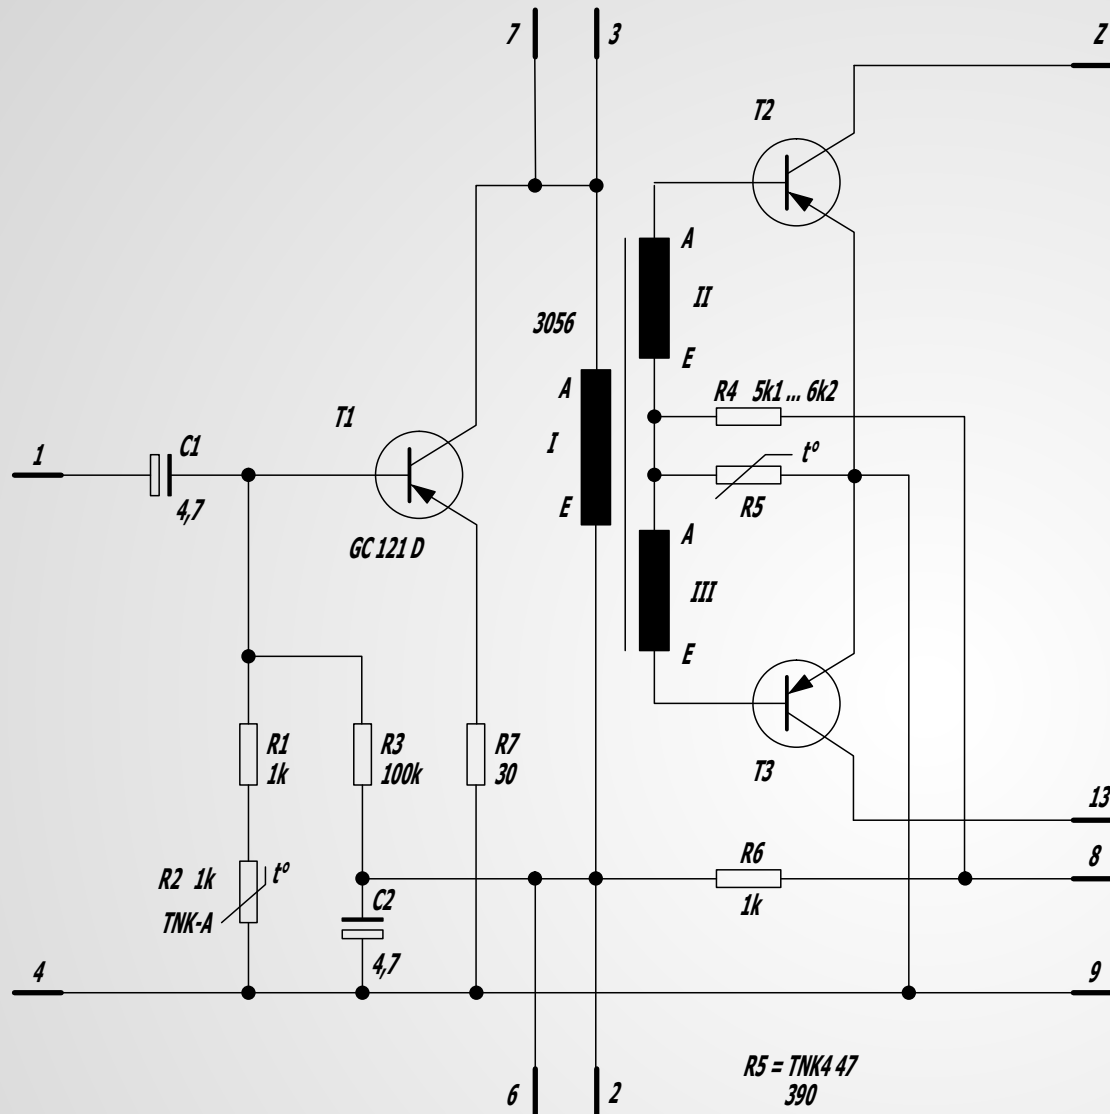 7
3
Z
T2
A
II
3056
E
A
R4 5k1 ... 6k2
T1
I
C1
1
t°
4,7
E
R5
A
GC 121 D
III
E
R1
1k
R3
100k
R7
30
T3
13
R6
8
R2 1k
t°
1k
C2
TNK-A
4,7
4
9
R5 = TNK4 47
390
6
2